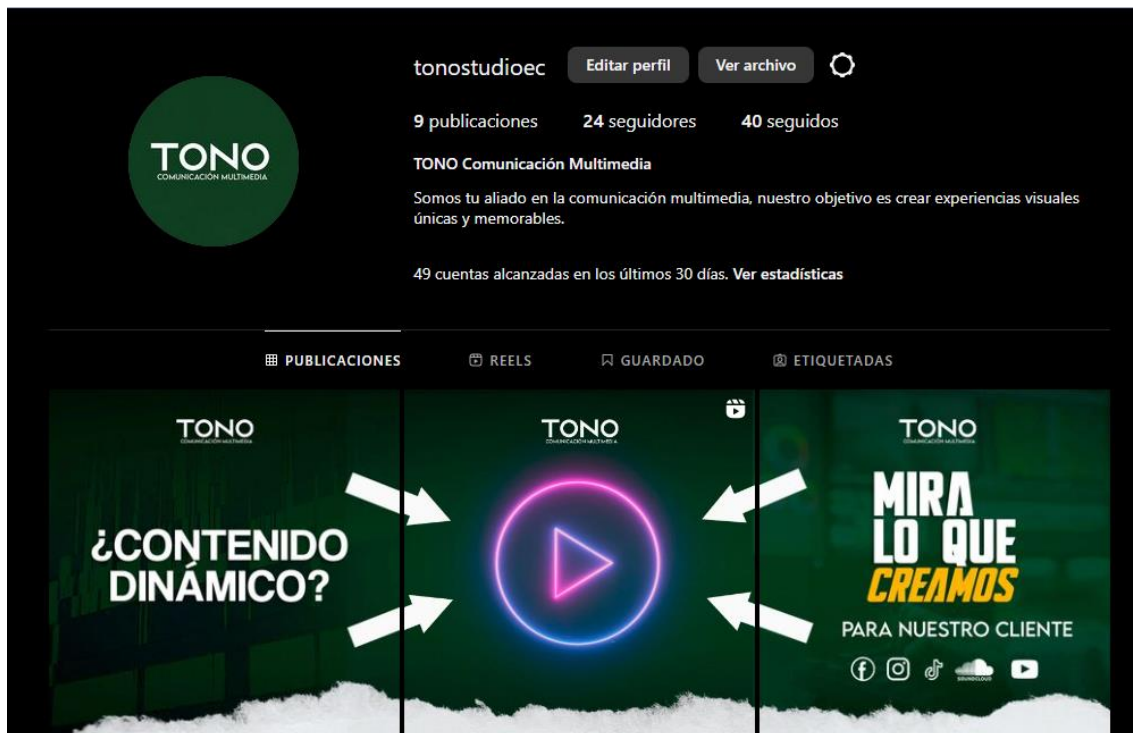 tonostudioec Editar perfil Ver archivo
9 publicaciones 24 seguidores 40 seguidos
TONO
COMUNICACIÓN MULTIMEDIA
TONO Comunicación Multimedia
Somos tu aliado en la comunicación multimedia, nuestro objetivo es crear experiencias visuales
únicas y memorables.
49 cuentas alcanzadas en los últimos 30 días. Ver estadísticas
PUBLICACIONES REELS GUARDADO ETIQUETADAS
TONO
COMUNICACIÓN MULTIMEDIA
¿CONTENIDO
DINÁMICO?
TONO
COMUNICACIÓN MULTIMEDIA
TONO
COMUNICACIÓN MULTIMEDIA
MIRA
LO QUE
CREAMOS
PARA NUESTRO CLIENTE
SOUNDCLOUD